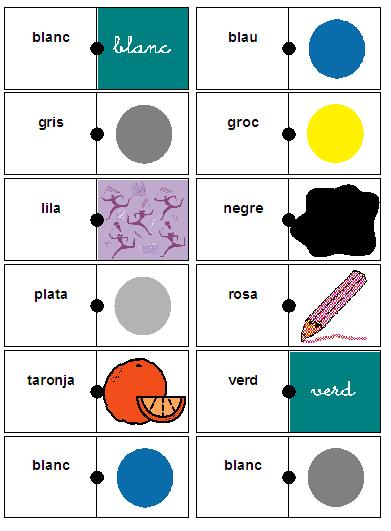 blanc
blanc
blau
gris
groc
lila
negre
plata
rosa
taronja
verd
verd
blanc
blanc